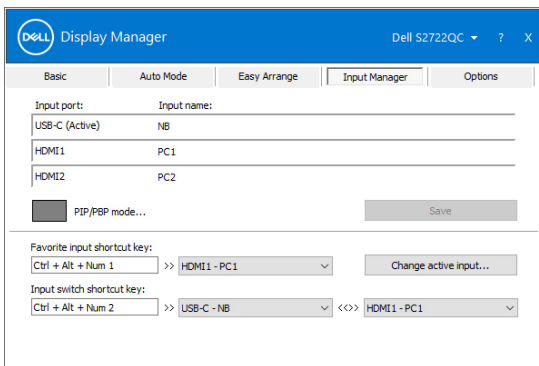 DELL Display Manager Dell S2722QC ? X
Basic Auto Mode Easy Arrange Input Manager Options
Input port: Input name:
USB-C (Active) NB
HDMI1 PC1
HDMI2 PC2
PIP/PBP mode... Save
Favorite input shortcut key:
Ctrl + Alt + Num 1 >> HDMI1 - PC1 Change active input...
Input switch shortcut key:
Ctrl + Alt + Num 2 >> USB-C - NB <<>> HDMI1 - PC1